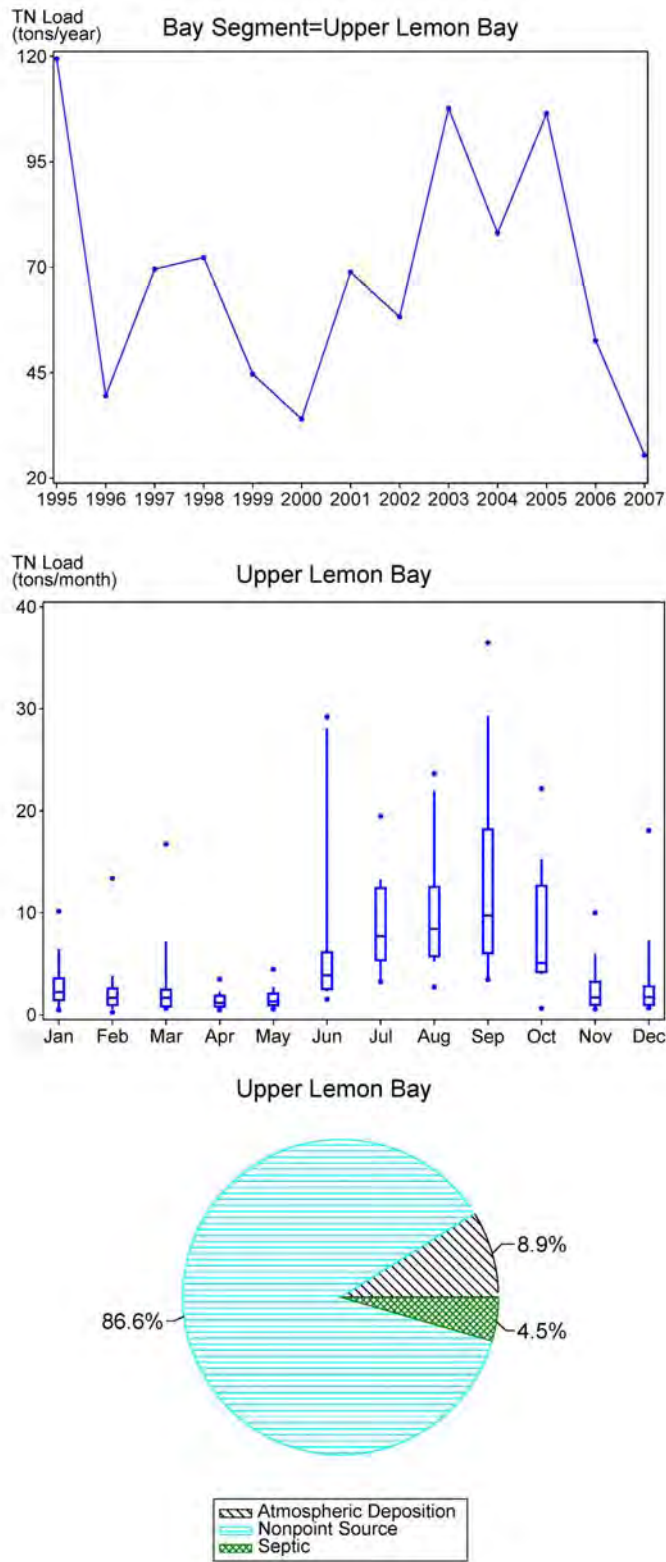 TN Load
(tons/year)
Bay Segment=Upper Lemon Bay
120
95
70
45
20
1995 1996 1997 1998 1999 2000 2001 2002 2003 2004 2005 2006 2007
TN Load
(tons/month)
Upper Lemon Bay
40
30
20
10
0
Jan Feb Mar Apr May Jun Jul Aug Sep Oct Nov Dec
Upper Lemon Bay
8.9%
86.6%
4.5%
Atmospheric Deposition
Nonpoint Source
Septic